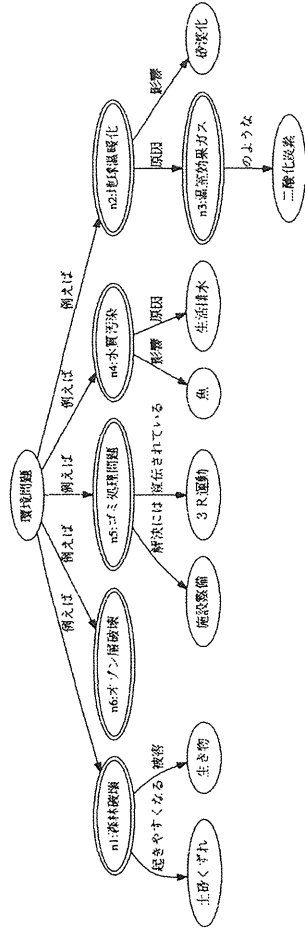 環境問題
例えば
例えば
例えば
例えば
例えば
n1:森林破壊
n6:オゾン層破壊
n5:ゴミ処理問題
n4:水質汚染
n2:地球温暖化
起きやすくなる
被害
解決には
宣伝されている
影響
原因
原因
影響
土砂くずれ
生き物
施設整備
3R運動
魚
生活排水
n3:温室効果ガス
砂漠化
のような
二酸化炭素